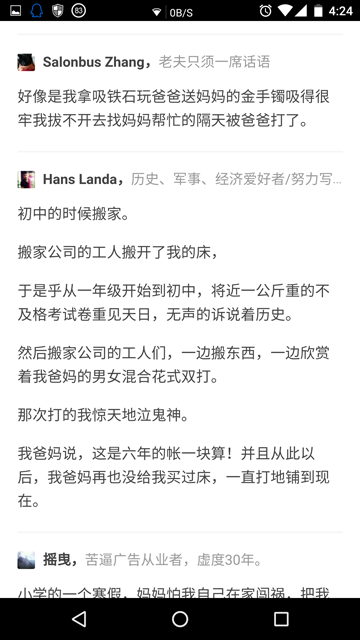 83
0B/S
4:24
Salonbus Zhang，老夫只须一席话语
好像是我拿吸铁石玩爸爸送妈妈的金手镯吸得很
牢我拔不开去找妈妈帮忙的隔天被爸爸打了。
Hans Landa，历史、军事、经济爱好者/努力写...
初中的时候搬家。
搬家公司的工人搬开了我的床，
于是乎从一年级开始到初中，将近一公斤重的不
及格考试卷重见天日，无声的诉说着历史。
然后搬家公司的工人们，一边搬东西，一边欣赏
着我爸妈的男女混合花式双打。
那次打的我惊天地泣鬼神。
我爸妈说，这是六年的帐一块算！并且从此以
后，我爸妈再也没给我买过床，一直打地铺到现
在。
摇曳，苦逼广告从业者，虚度30年。
小学的一个寒假，妈妈怕我自己在家闯祸，把我